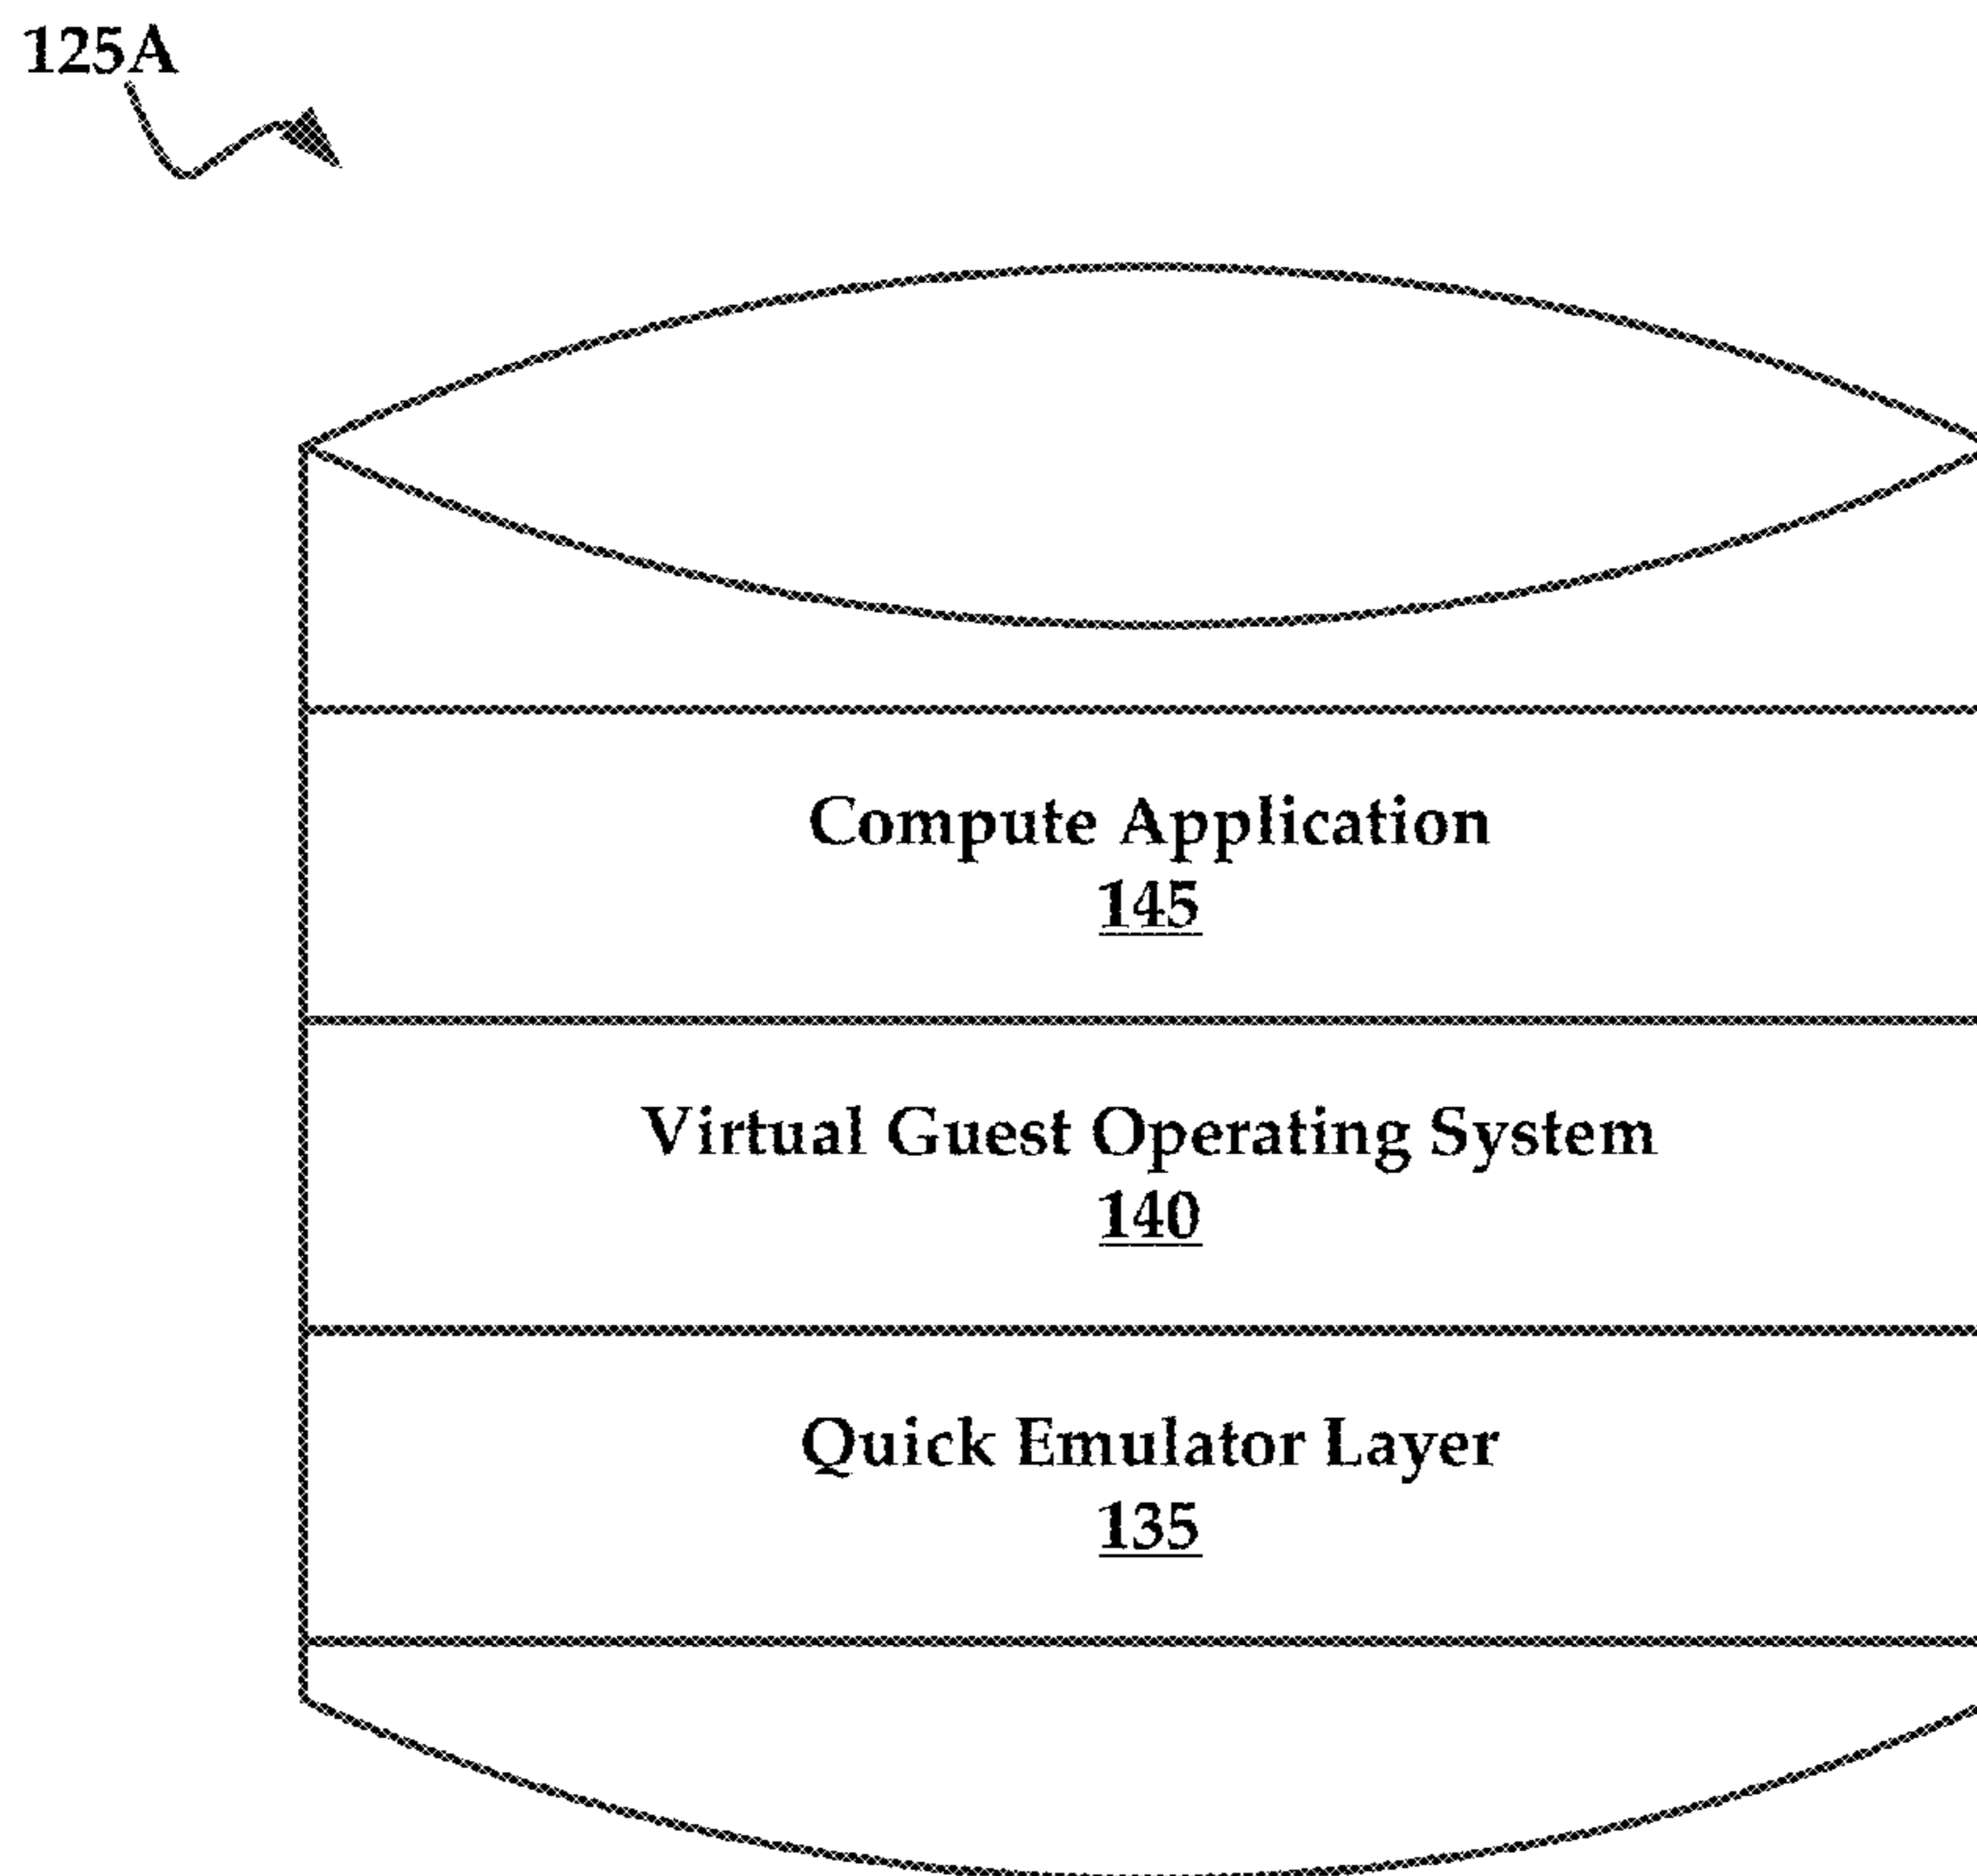 125A
Compute Application
145
Virtual Guest Operating System
140
Quick Emulator Layer
135